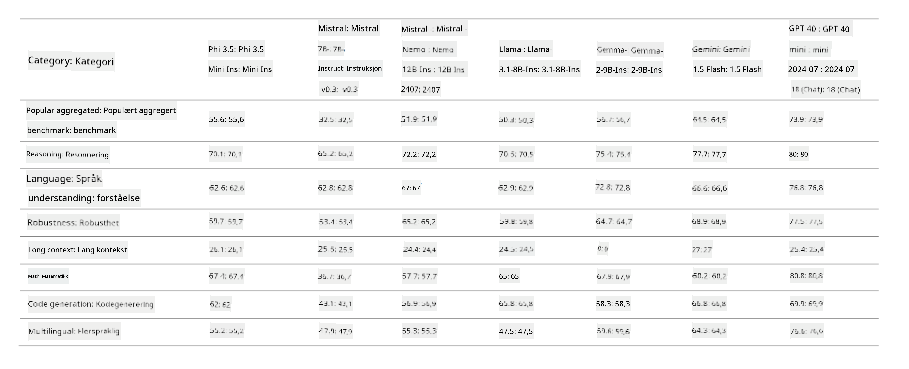 Category: Kategori
Phi 3.5: Phi 3.5
Mini Ins: Mini Ins
Mistral: Mistral
7B- 7B-
Instruct: Instruksjon
v0.3: v0.3
Mistral : Mistral
Nemo : Nemo
12B Ins : 12B Ins
2407: 2407
Llama : Llama
3.1-8B-Ins: 3.1-8B-Ins
Gemma- Gemma-
2-9B-Ins 2-9B-Ins
Gemini: Gemini
1.5 Flash: 1.5 Flash
GPT 4O : GPT 4O
mini : mini
2024-07 : 2024-07
18 (Chat): 18 (Chat)
Popular aggregated: Populært aggregert
benchmark: benchmark
55.6: 55,6
32.5: 32,5
51.9: 51,9
50.3: 50,3
56.7: 56,7
64.5: 64,5
73.9: 73,9
Reasoning: Resonnering
70.1: 70,1
65.2: 65,2
72.2: 72,2
70.5: 70,5
75.4: 75,4
77.7: 77,7
80: 80
Language: Språk
understanding: forståelse
62.6: 62,6
62.8: 62,8
67: 67
62.9: 62,9
72.8: 72,8
66.6: 66,6
76.8: 76,8
Robustness: Robusthet
59.7: 59,7
53.4: 53,4
65.2: 65,2
59.8: 59,8
64.7: 64,7
68.9: 68,9
77.5: 77,5
Long context: Lang kontekst
26.1: 26,1
25.5: 25,5
24.4: 24,4
24.5: 24,5
27: 27
25.4: 25,4
67.4: 67,4
36.7: 36,7
57.7: 57,7
65: 65
67.9: 67,9
60.2: 60,2
80.8: 80,8
Code generation: Kodegenerering
62: 62
43.1: 43,1
56.9: 56,9
65.8: 65,8
58.3: 58,3
66.8: 66,8
69.9: 69,9
Multilingual: Flerspråklig
55.2: 55,2
47.9: 47,9
55.3: 55,3
47.5: 47,5
59.6: 59,6
64.3: 64,3
76.6: 76,6